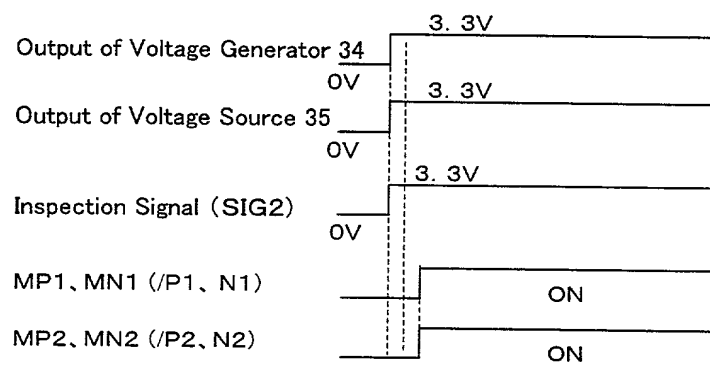 3. 3V
Output of Voltage Generator 34
0V
3. 3V
Output of Voltage Source 35
0V
3. 3V
Inspection Signal (SIG2)
0V
MP1、MN1 (/P1、N1)
ON
MP2、MN2 (/P2、N2)
ON